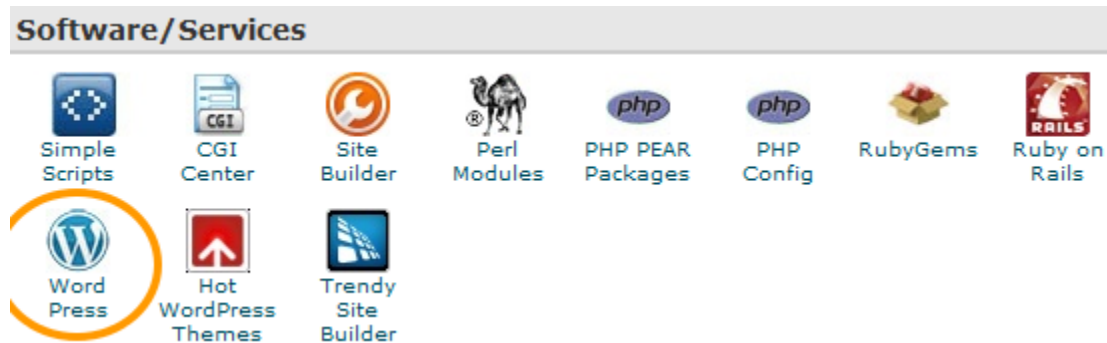 Software/Services
CGI
php
php
®
RAILS
Simple Scripts
CGI Center
Site Builder
Perl Modules
PHP PEAR Packages
PHP Config
RubyGems
Ruby on Rails
W
Word Press
Hot WordPress Themes
Trendy Site Builder